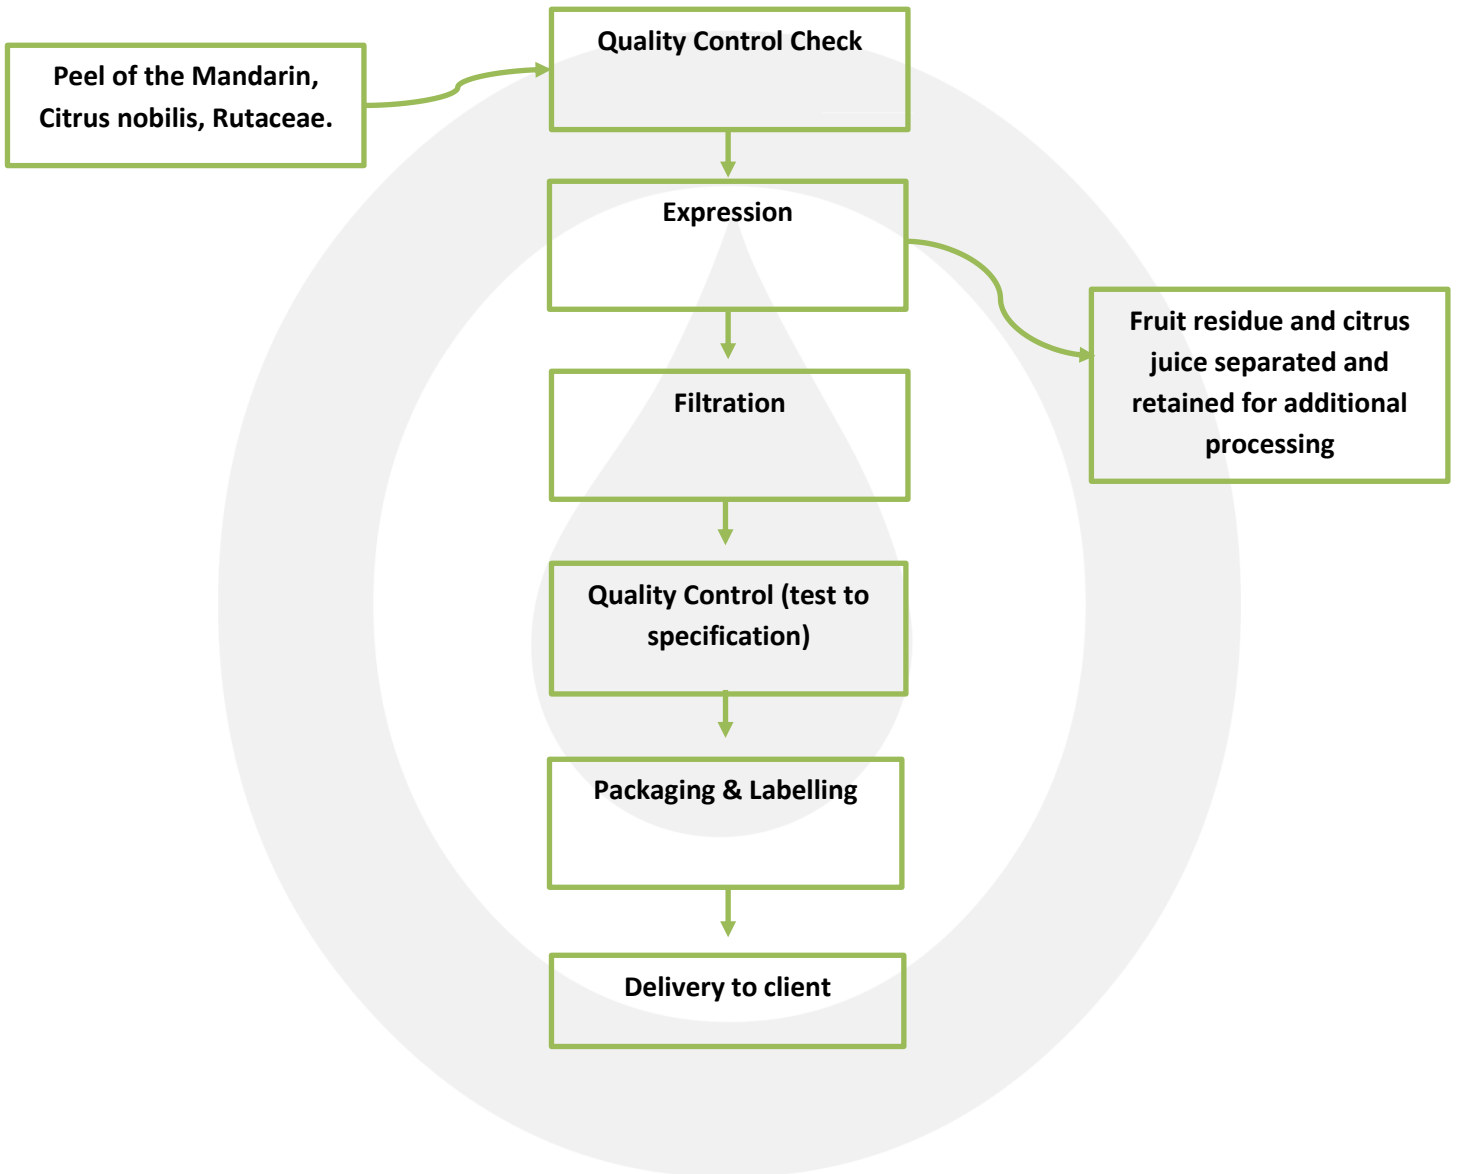 Peel of the Mandarin,
Citrus nobilis, Rutaceae.
Quality Control Check
Expression
Fruit residue and citrus
juice separated and
retained for additional
processing
Filtration
Quality Control (test to
specification)
Packaging & Labelling
Delivery to client